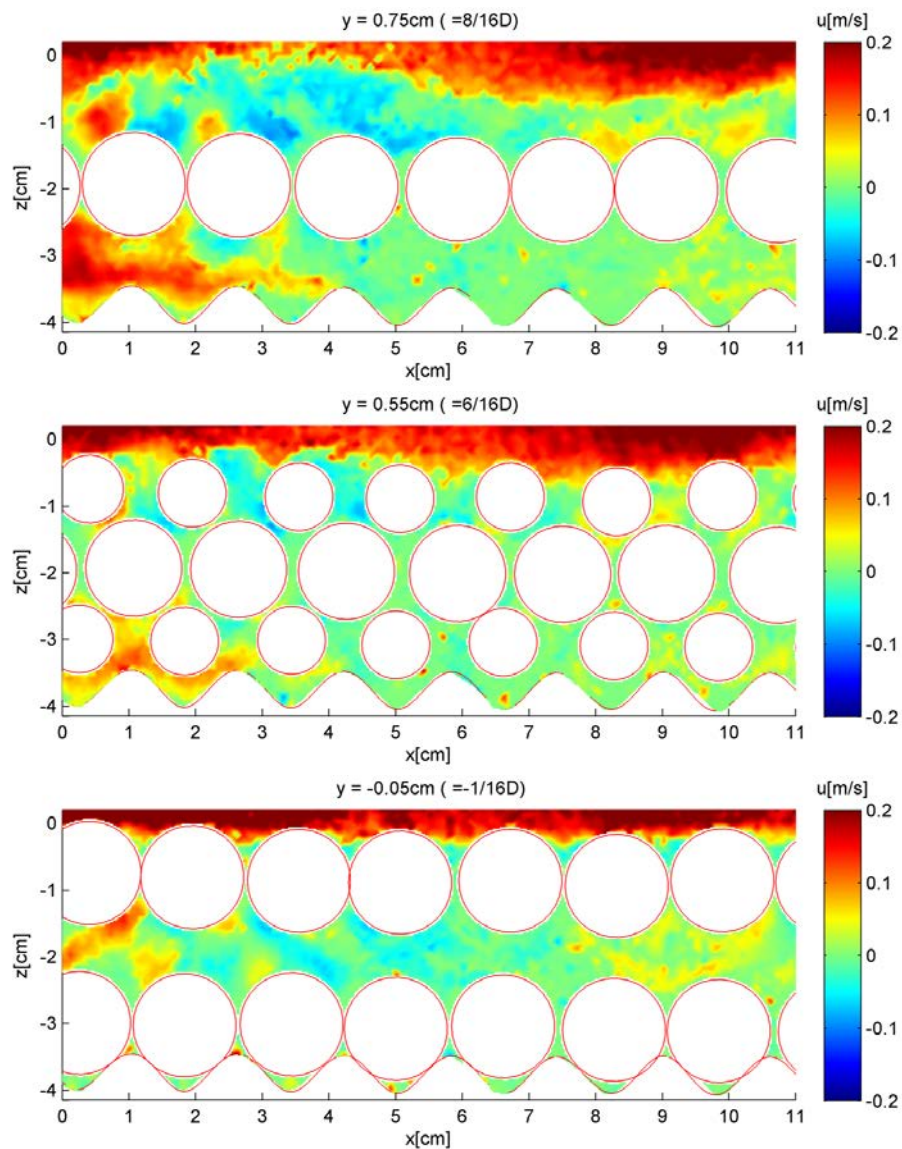 y = 0.75cm ( =8/16D)
u[m/s]
0.2
0.1
0
-0.1
-0.2
z[cm]
0
-1
-2
-3
-4
0 1 2 3 4 5 6 7 8 9 10 11
x[cm]
y = 0.55cm ( =6/16D)
u[m/s]
0.2
0.1
0
-0.1
-0.2
z[cm]
0
-1
-2
-3
-4
0 1 2 3 4 5 6 7 8 9 10 11
x[cm]
y = -0.05cm ( =-1/16D)
u[m/s]
0.2
0.1
0
-0.1
-0.2
z[cm]
0
-1
-2
-3
-4
0 1 2 3 4 5 6 7 8 9 10 11
x[cm]